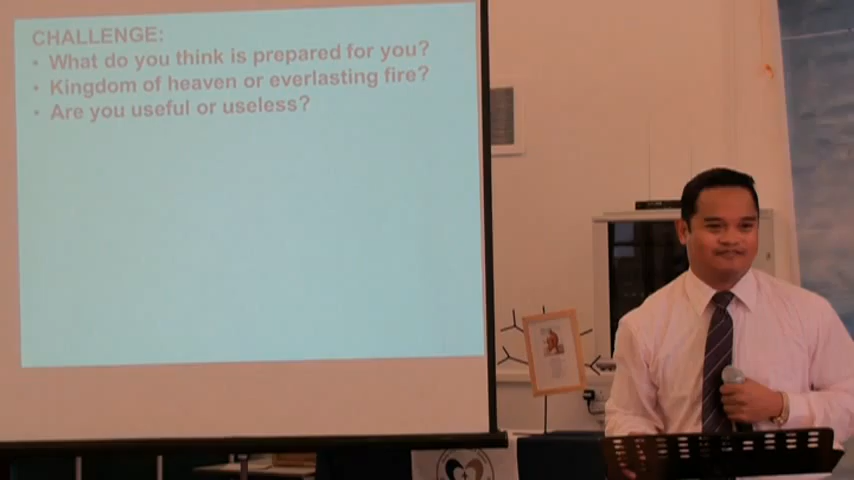 CHALLENGE:
• What do you think is prepared for you?
• Kingdom of heaven or everlasting fire?
• Are you useful or useless?